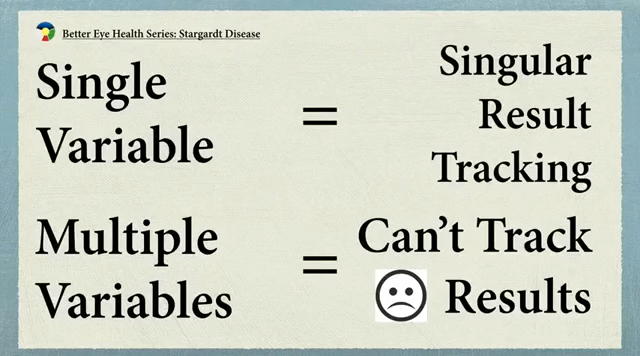 Better Eye Health Series: Stargardt Disease
Single
Variable
=
Singular
Result
Tracking
Multiple
Variables
=
Can't Track
Results